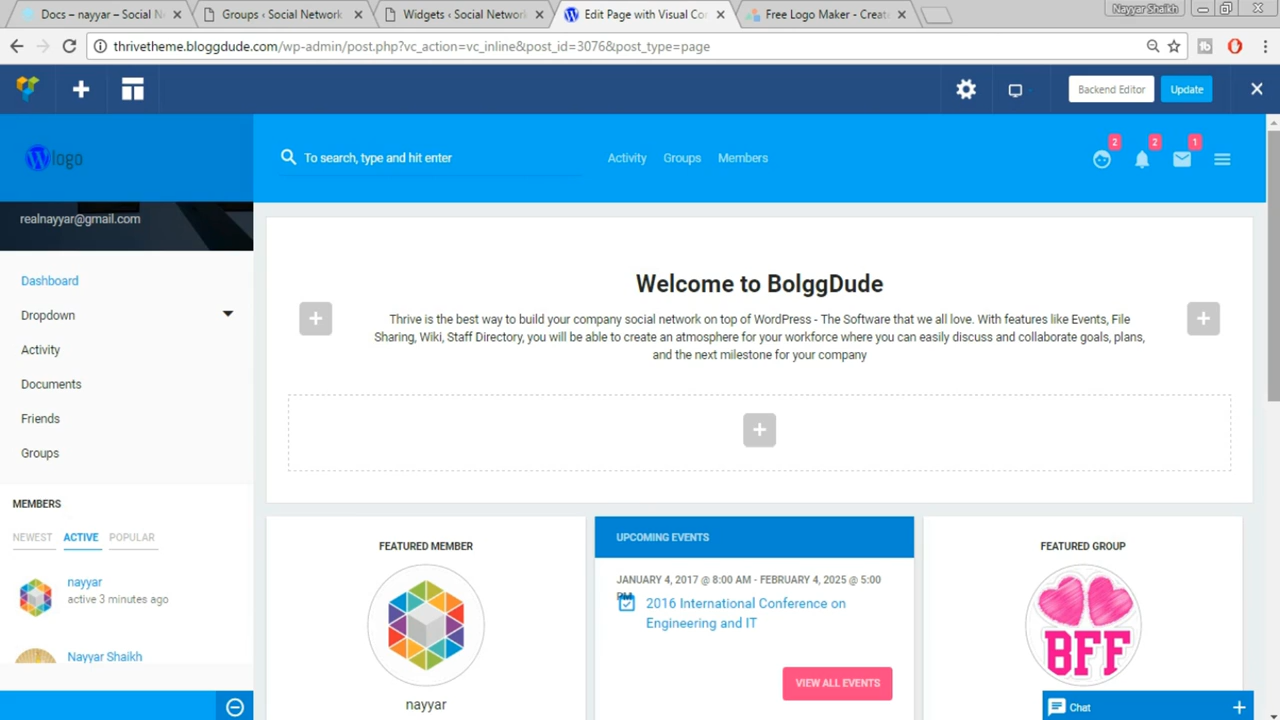 Docs – nayyar – Social N
Groups ‹ Social Network
Widgets ‹ Social Network
Edit Page with Visual Co
Free Logo Maker - Creat
Nayyar Shaikh
thrivetheme.bloggdude.com/wp-admin/post.php?vc_action=vc_inline&post_id=3076&post_type=page
Backend Editor
Update
logo
To search, type and hit enter
Activity
Groups
Members
2
2
1
realnayyar@gmail.com
Dashboard
Dropdown
Activity
Documents
Friends
Groups
MEMBERS
NEWEST
ACTIVE
POPULAR
nayyar
active 3 minutes ago
Nayyar Shaikh
Welcome to BolggDude
Thrive is the best way to build your company social network on top of WordPress - The Software that we all love. With features like Events, File
Sharing, Wiki, Staff Directory, you will be able to create an atmosphere for your workforce where you can easily discuss and collaborate goals, plans,
and the next milestone for your company
FEATURED MEMBER
nayyar
UPCOMING EVENTS
JANUARY 4, 2017 @ 8:00 AM - FEBRUARY 4, 2025 @ 5:00
2016 International Conference on
Engineering and IT
VIEW ALL EVENTS
FEATURED GROUP
BFF
Chat